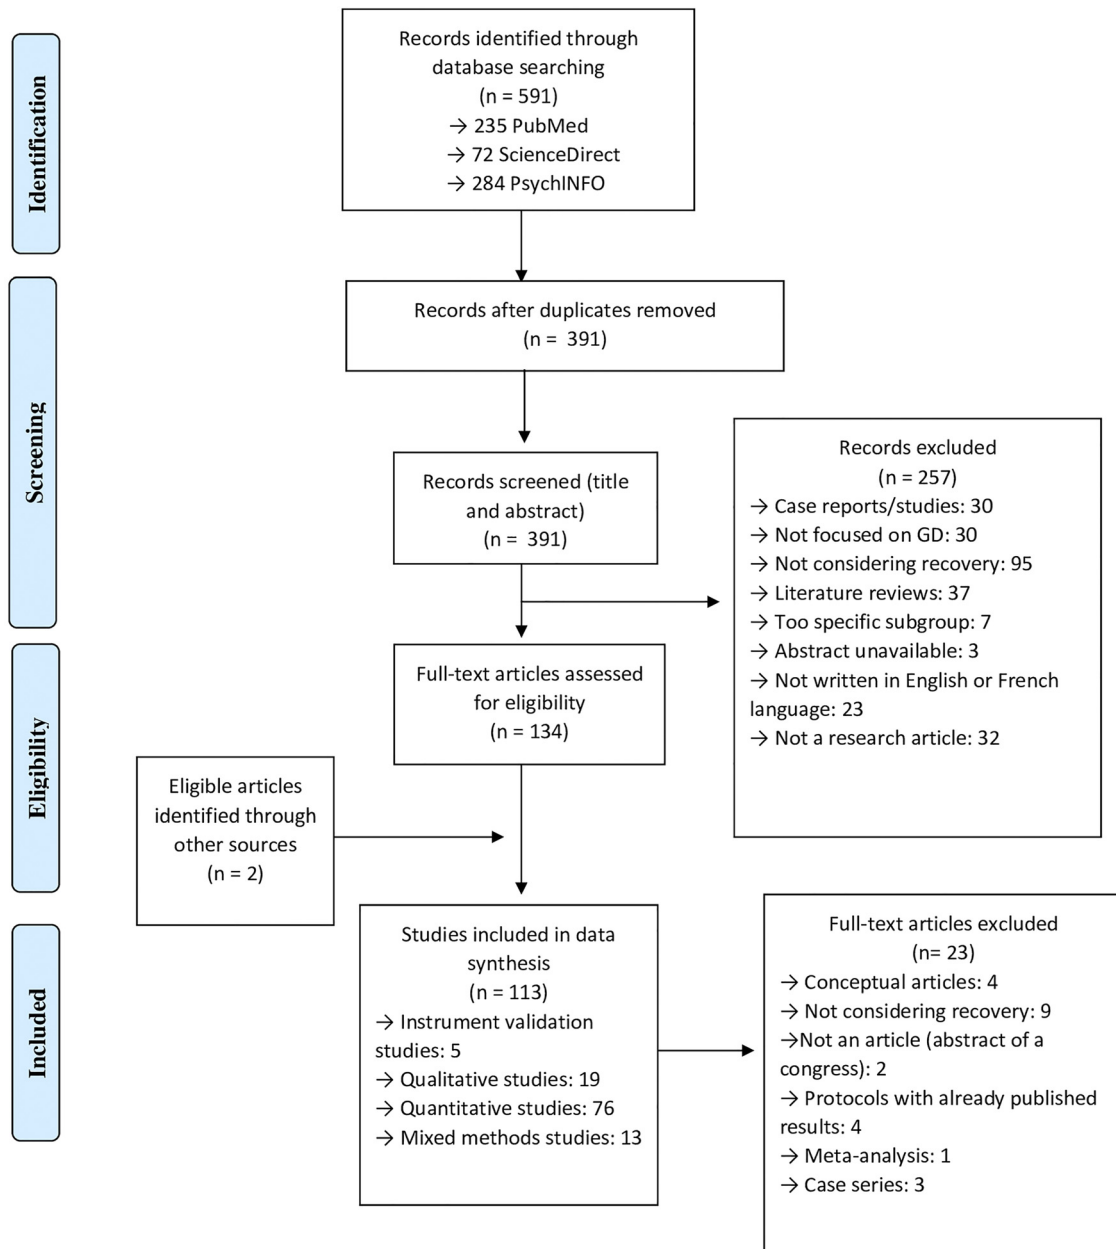 Identification
Records identified through
database searching
(n = 591)
→ 235 PubMed
→ 72 ScienceDirect
→ 284 PsychINFO
Screening
Records after duplicates removed
(n =  391)
Records screened (title
and abstract)
(n =  391)
Records excluded
(n = 257)
→ Case reports/studies: 30
→ Not focused on GD: 30
→ Not considering recovery: 95
→ Literature reviews: 37
→ Too specific subgroup: 7
→ Abstract unavailable: 3
→ Not written in English or French
language: 23
→ Not a research article: 32
Eligibility
Full-text articles assessed
for eligibility
(n = 134)
Eligible articles
identified through
other sources
(n = 2)
Included
Studies included in data
synthesis
(n = 113)
→ Instrument validation
studies: 5
→ Qualitative studies: 19
→ Quantitative studies: 76
→ Mixed methods studies: 13
Full-text articles excluded
(n= 23)
→ Conceptual articles: 4
→ Not considering recovery: 9
→Not an article (abstract of a
congress): 2
→ Protocols with already published
results: 4
→ Meta-analysis: 1
→ Case series: 3